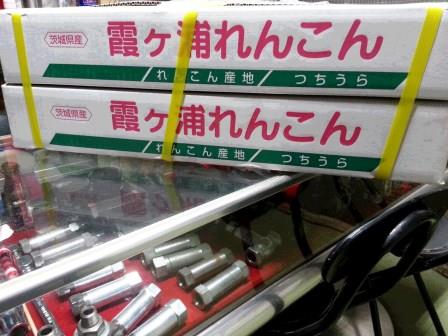 茨城県産
霞ヶ浦れんこん
れんこん産地 つちうら
茨城県産
霞ヶ浦れんこん
れんこん産地 つちうら